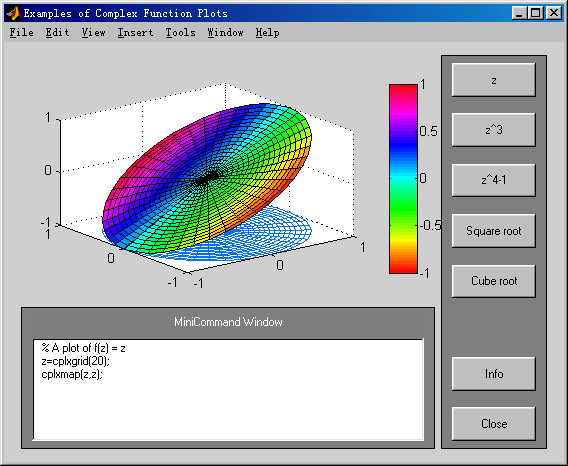 Examples of Complex Function Plots
File Edit View Insert Tools Window Help
1
0
-1
1
0
-1
-1
0
1
1
0.5
0
-0.5
-1
z
z^3
z^4-1
Square root
Cube root
Info
Close
MiniCommand Window
% A plot of f(z) = z
z=cplxgrid(20);
cplxmap(z,z);